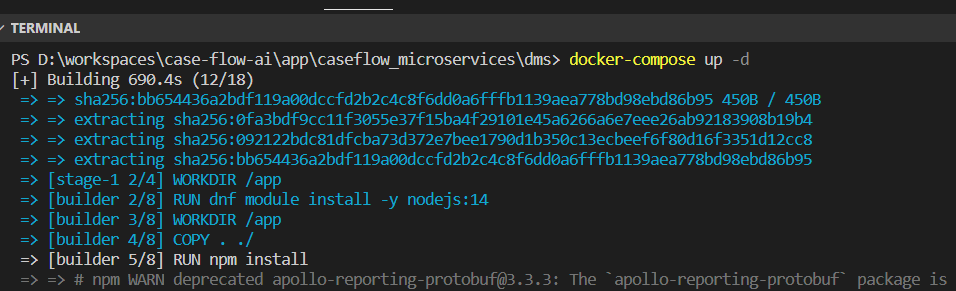 TERMINAL
PS D:\workspaces\case-flow-ai\app\caseflow_microservices\dms> docker-compose up -d
[+] Building 690.4s (12/18)
=> => sha256:bb654436a2bdf119a00dccfd2b2c4c8f6dd0a6fffb1139aea778bd98ebd86b95 450B / 450B
=> => extracting sha256:0fa3bdf9cc11f3055e37f15ba4f29101e45a6266a6e7eee26ab92183908b19b4
=> => extracting sha256:092122bdc81dfcba73d372e7bee1790d1b350c13ecbeef6f80d16f3351d12cc8
=> => extracting sha256:bb654436a2bdf119a00dccfd2b2c4c8f6dd0a6fffb1139aea778bd98ebd86b95
=> [stage-1 2/4] WORKDIR /app
=> [builder 2/8] RUN dnf module install -y nodejs:14
=> [builder 3/8] WORKDIR /app
=> [builder 4/8] COPY . ./
=> [builder 5/8] RUN npm install
=> => # npm WARN deprecated apollo-reporting-protobuf@3.3.3: The `apollo-reporting-protobuf` package is